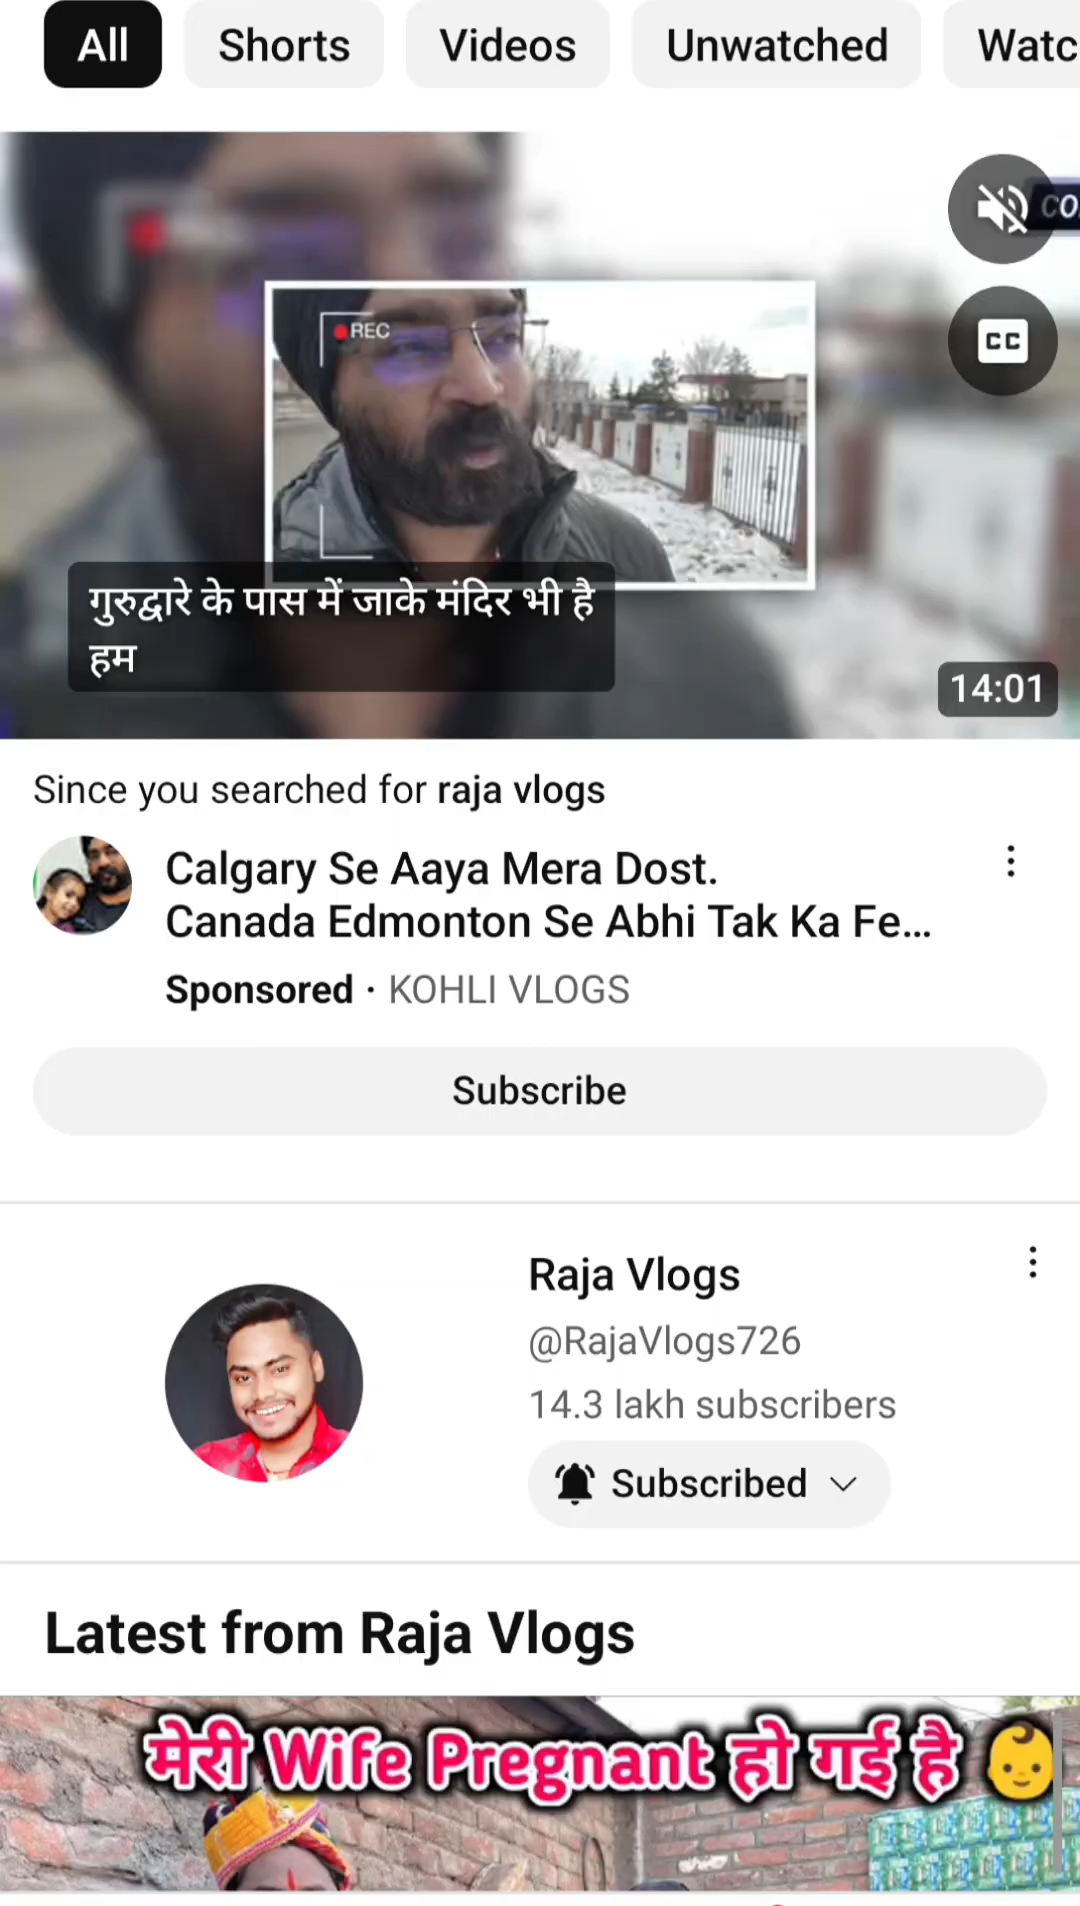 All Shorts Videos Unwatched Watc
CO
REC
CC
गुरुद्वारे के पास में जाके मंदिर भी है
हम
14:01
Since you searched for raja vlogs
Calgary Se Aaya Mera Dost.
Canada Edmonton Se Abhi Tak Ka Fe...
Sponsored · KOHLI VLOGS
Subscribe
Raja Vlogs
@RajaVlogs726
14.3 lakh subscribers
Subscribed
Latest from Raja Vlogs
मेरी Wife Pregnant हो गई है